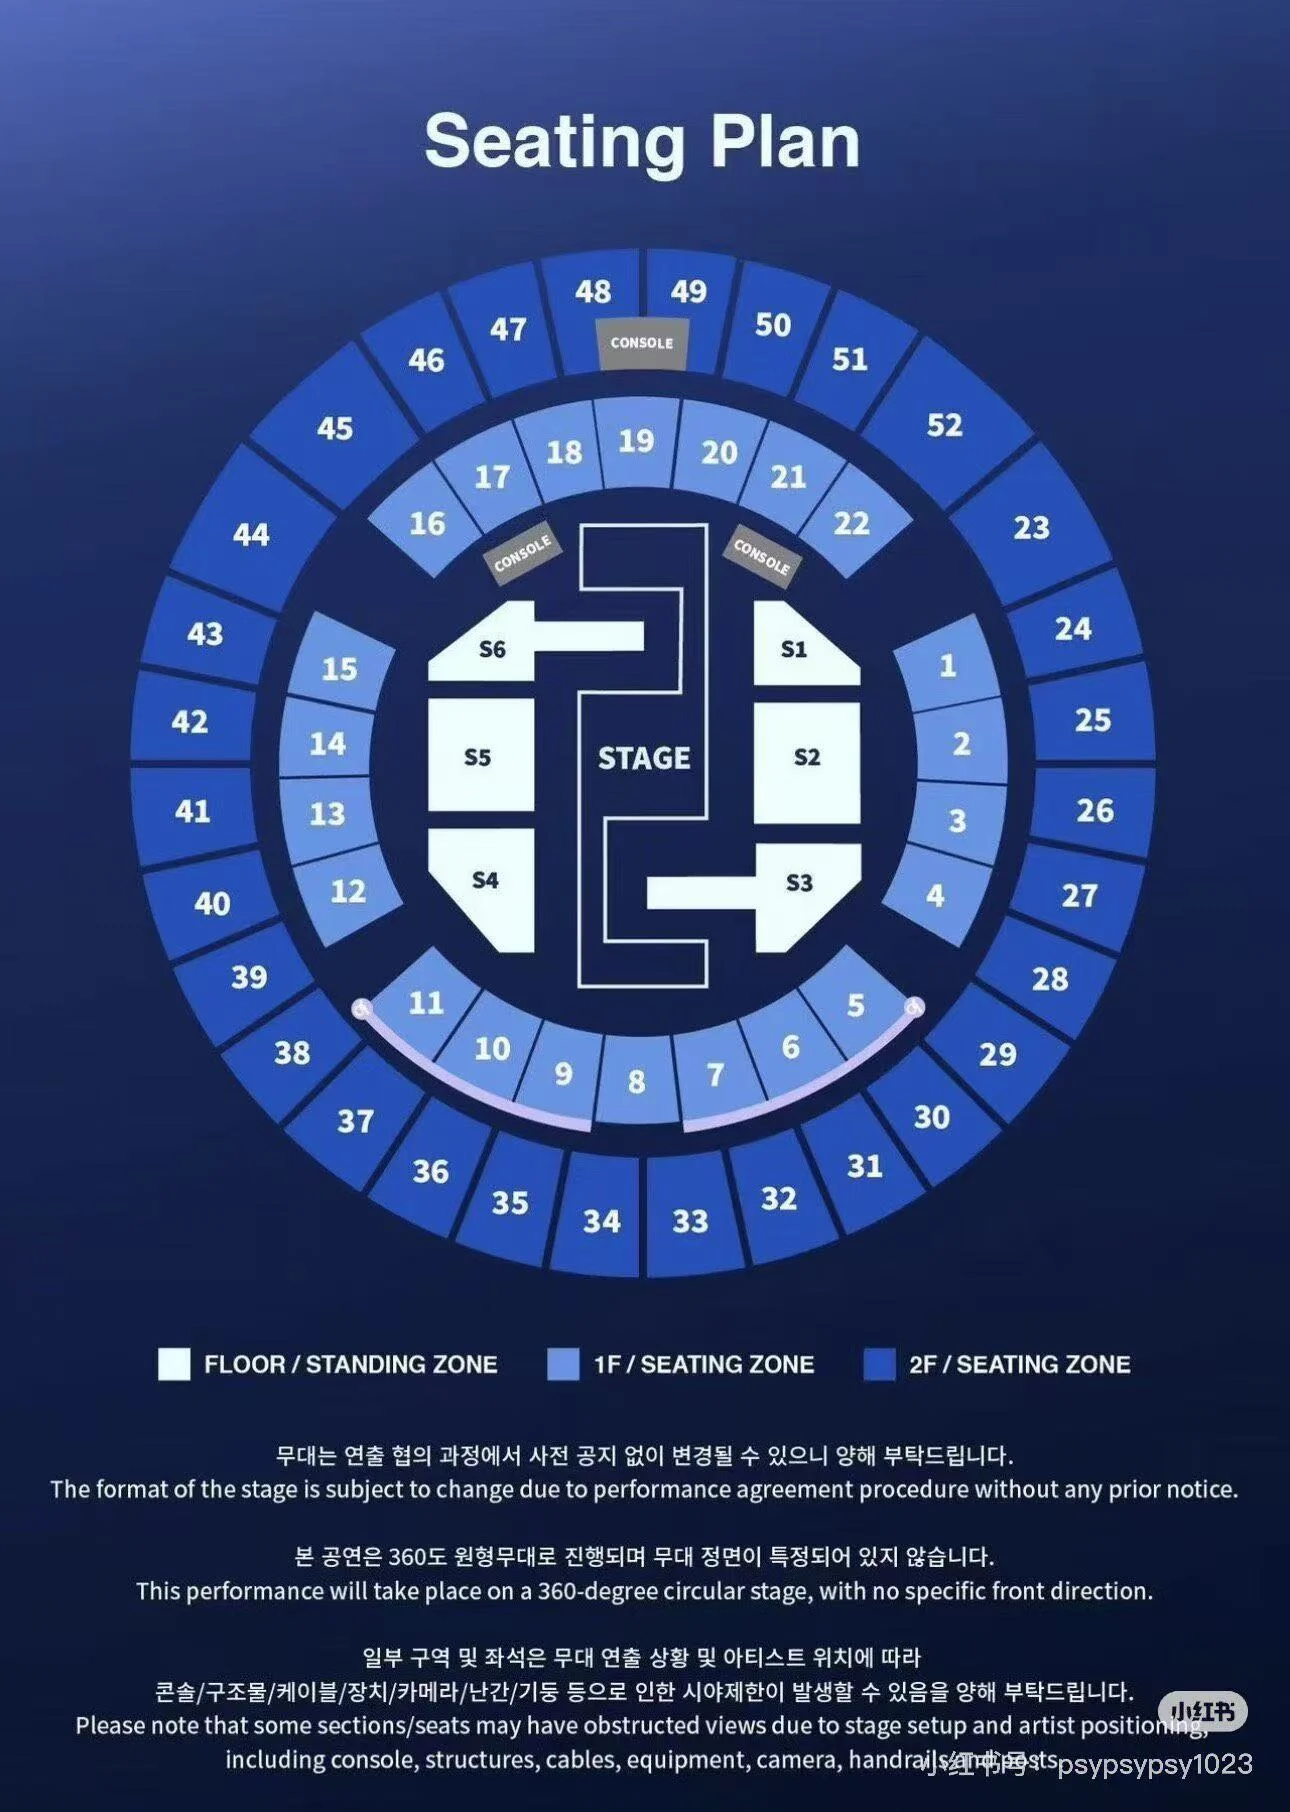 Seating Plan
48
49
47
50
CONSOLE
46
51
45
52
19
18
20
17
21
44
16
22
23
CONSOLE
CONSOLE
43
24
S6
S1
15
1
42
25
14
2
S5
STAGE
S2
41
26
13
3
S4
S3
12
4
40
27
39
28
11
5
38
10
6
29
9
8
7
37
30
36
31
35
32
34
33
FLOOR / STANDING ZONE
1F / SEATING ZONE
2F / SEATING ZONE
무대는 연출 협의 과정에서 사전 공지 없이 변경될 수 있으니 양해 부탁드립니다.
The format of the stage is subject to change due to performance agreement procedure without any prior notice.
본 공연은 360도 원형무대로 진행되며 무대 정면이 특정되어 있지 않습니다.
This performance will take place on a 360-degree circular stage, with no specific front direction.
일부 구역 및 좌석은 무대 연출 상황 및 아티스트 위치에 따라
콘솔/구조물/케이블/장치/카메라/난간/기둥 등으로 인한 시야제한이 발생할 수 있음을 양해 부탁드립니다.
小红书
Please note that some sections/seats may have obstructed views due to stage setup and artist positioning,
including console, structures, cables, equipment, camera, handrails and posts
小红书号: psypsypsy1023